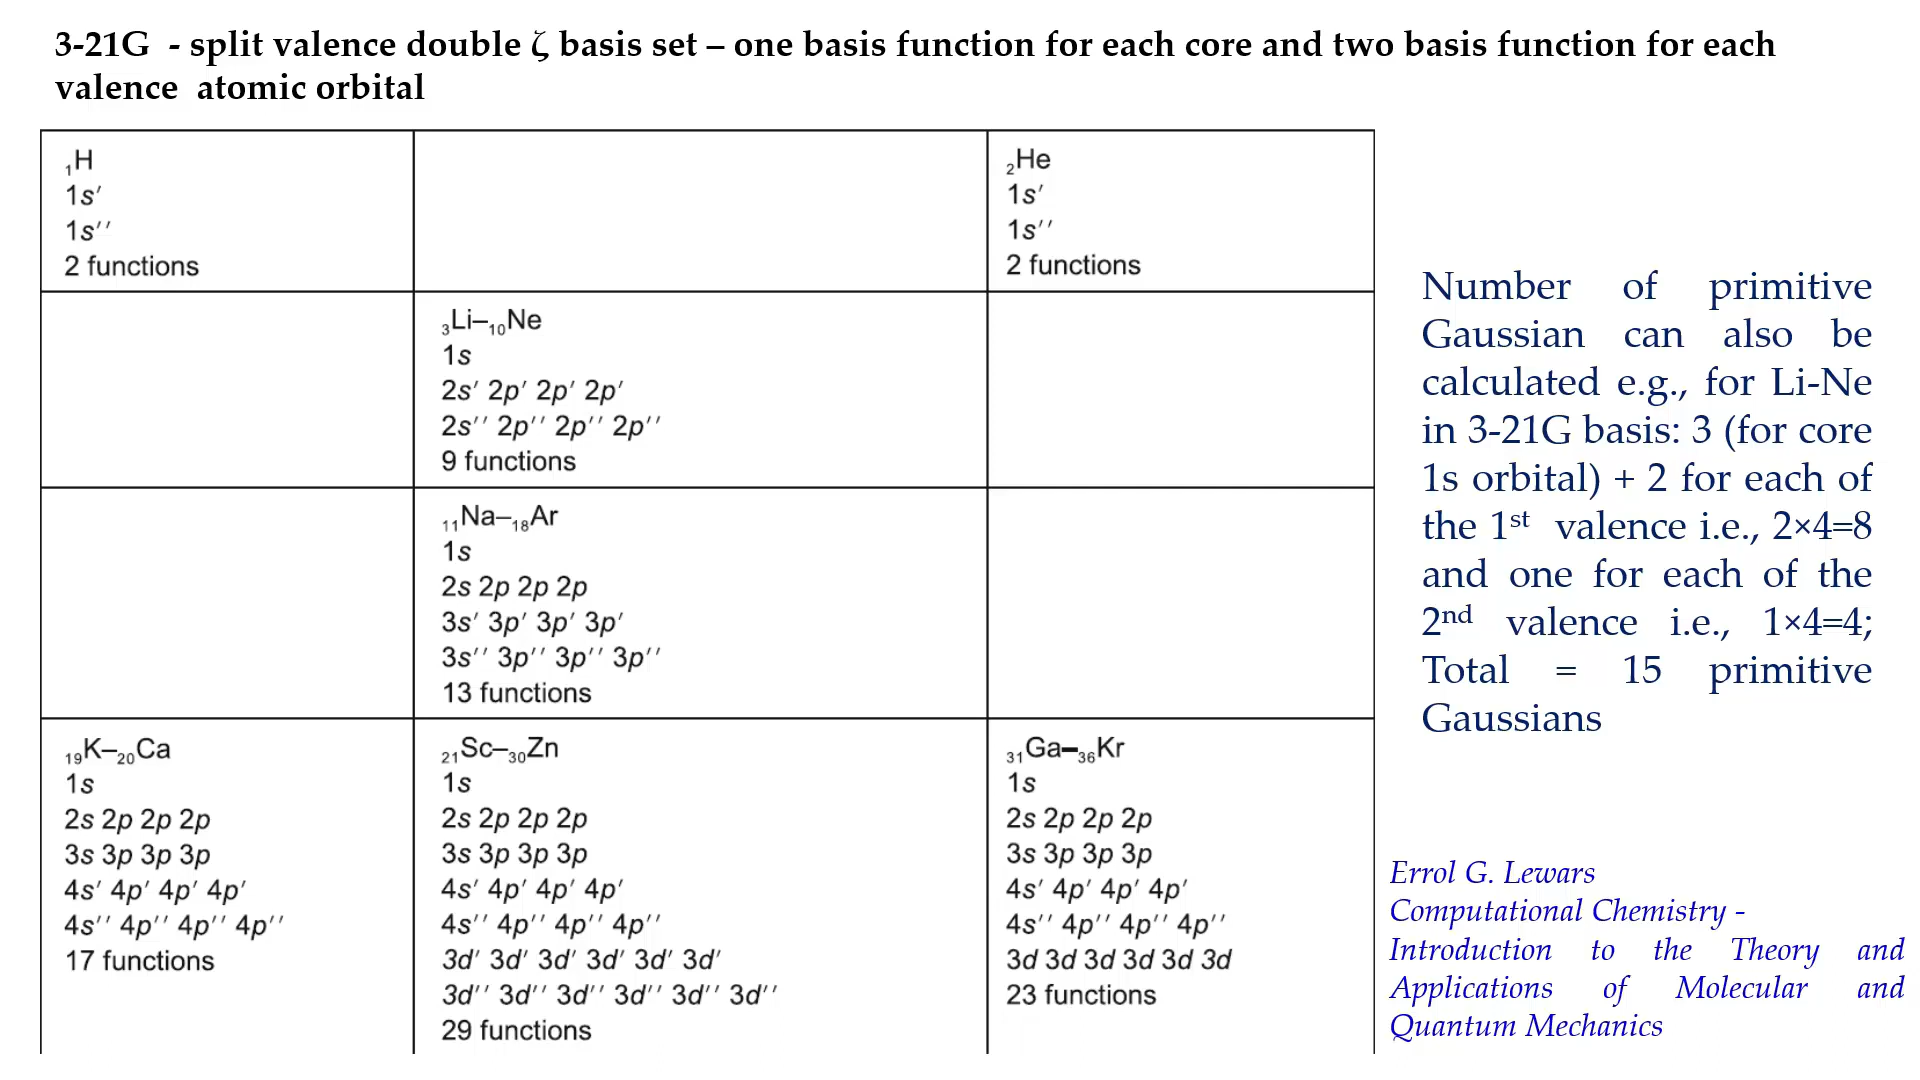 3-21G - split valence double ζ basis set – one basis function for each core and two basis function for each
valence atomic orbital
₁H
1s′
1s′′
2 functions
₂He
1s′
1s′′
2 functions
₃Li–₁₀Ne
1s
2s′ 2p′ 2p′ 2p′
2s′′ 2p′′ 2p′′ 2p′′
9 functions
₁₁Na–₁₈Ar
1s
2s 2p 2p 2p
3s′ 3p′ 3p′ 3p′
3s′′ 3p′′ 3p′′ 3p′′
13 functions
₁₉K–₂₀Ca
1s
2s 2p 2p 2p
3s 3p 3p 3p
4s′ 4p′ 4p′ 4p′
4s′′ 4p′′ 4p′′ 4p′′
17 functions
₂₁Sc–₃₀Zn
1s
2s 2p 2p 2p
3s 3p 3p 3p
4s′ 4p′ 4p′ 4p′
4s′′ 4p′′ 4p′′ 4p′′
3d′ 3d′ 3d′ 3d′ 3d′ 3d′
3d′′ 3d′′ 3d′′ 3d′′ 3d′′ 3d′′
29 functions
₃₁Ga–₃₆Kr
1s
2s 2p 2p 2p
3s 3p 3p 3p
4s′ 4p′ 4p′ 4p′
4s′′ 4p′′ 4p′′ 4p′′
3d 3d 3d 3d 3d 3d
23 functions
Number of primitive
Gaussian can also be
calculated e.g., for Li-Ne
in 3-21G basis: 3 (for core
1s orbital) + 2 for each of
the 1ˢᵗ valence i.e., 2×4=8
and one for each of the
2ⁿᵈ valence i.e., 1×4=4;
Total = 15 primitive
Gaussians
Errol G. Lewars
Computational Chemistry -
Introduction to the Theory and
Applications of Molecular and
Quantum Mechanics